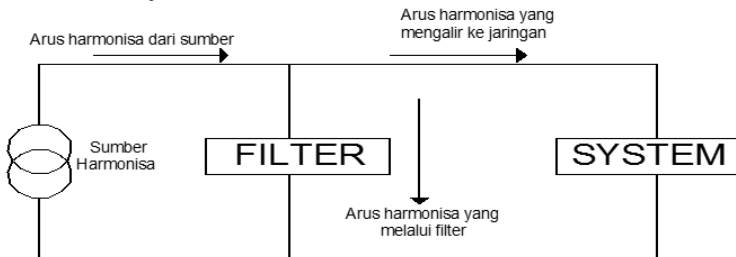 Arus harmonisa dari sumber
Arus harmonisa yang
mengalir ke jaringan
Sumber
Harmonisa
FILTER
SYSTEM
Arus harmonisa yang
melalui filter